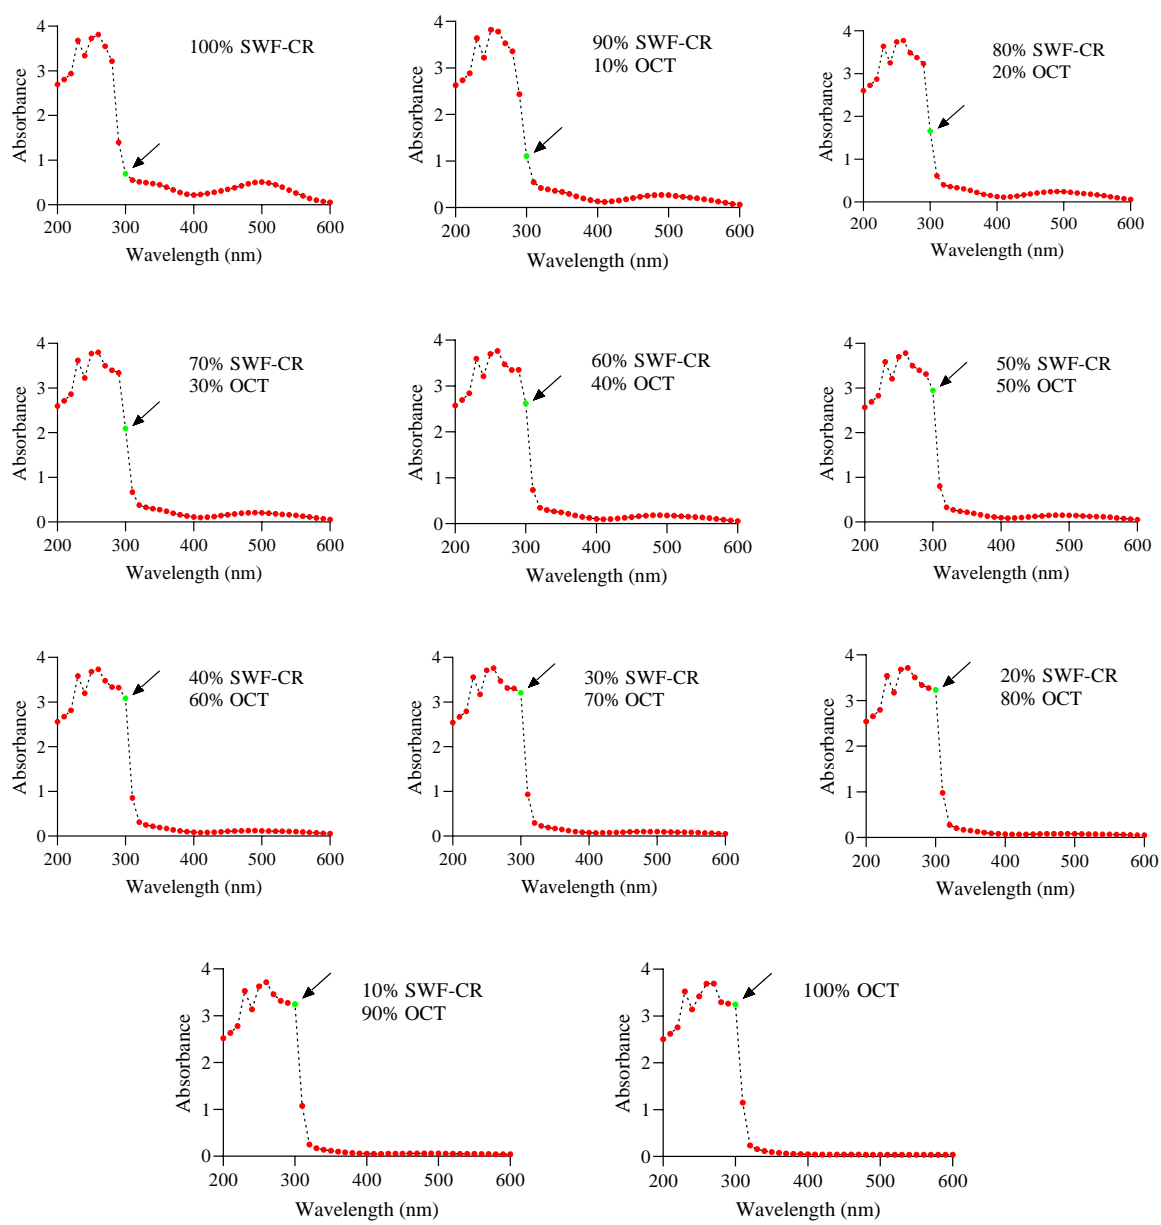 100% SWF-CR
Absorbance
4
3
2
1
0
200 300 400 500 600
Wavelength (nm)
90% SWF-CR
10% OCT
Absorbance
4
3
2
1
0
200 300 400 500 600
Wavelength (nm)
80% SWF-CR
20% OCT
Absorbance
4
3
2
1
0
200 300 400 500 600
Wavelength (nm)
70% SWF-CR
30% OCT
Absorbance
4
3
2
1
0
200 300 400 500 600
Wavelength (nm)
60% SWF-CR
40% OCT
Absorbance
4
3
2
1
0
200 300 400 500 600
Wavelength (nm)
50% SWF-CR
50% OCT
Absorbance
4
3
2
1
0
200 300 400 500 600
Wavelength (nm)
40% SWF-CR
60% OCT
Absorbance
4
3
2
1
0
200 300 400 500 600
Wavelength (nm)
30% SWF-CR
70% OCT
Absorbance
4
3
2
1
0
200 300 400 500 600
Wavelength (nm)
20% SWF-CR
80% OCT
Absorbance
4
3
2
1
0
200 300 400 500 600
Wavelength (nm)
10% SWF-CR
90% OCT
Absorbance
4
3
2
1
0
200 300 400 500 600
Wavelength (nm)
100% OCT
Absorbance
4
3
2
1
0
200 300 400 500 600
Wavelength (nm)